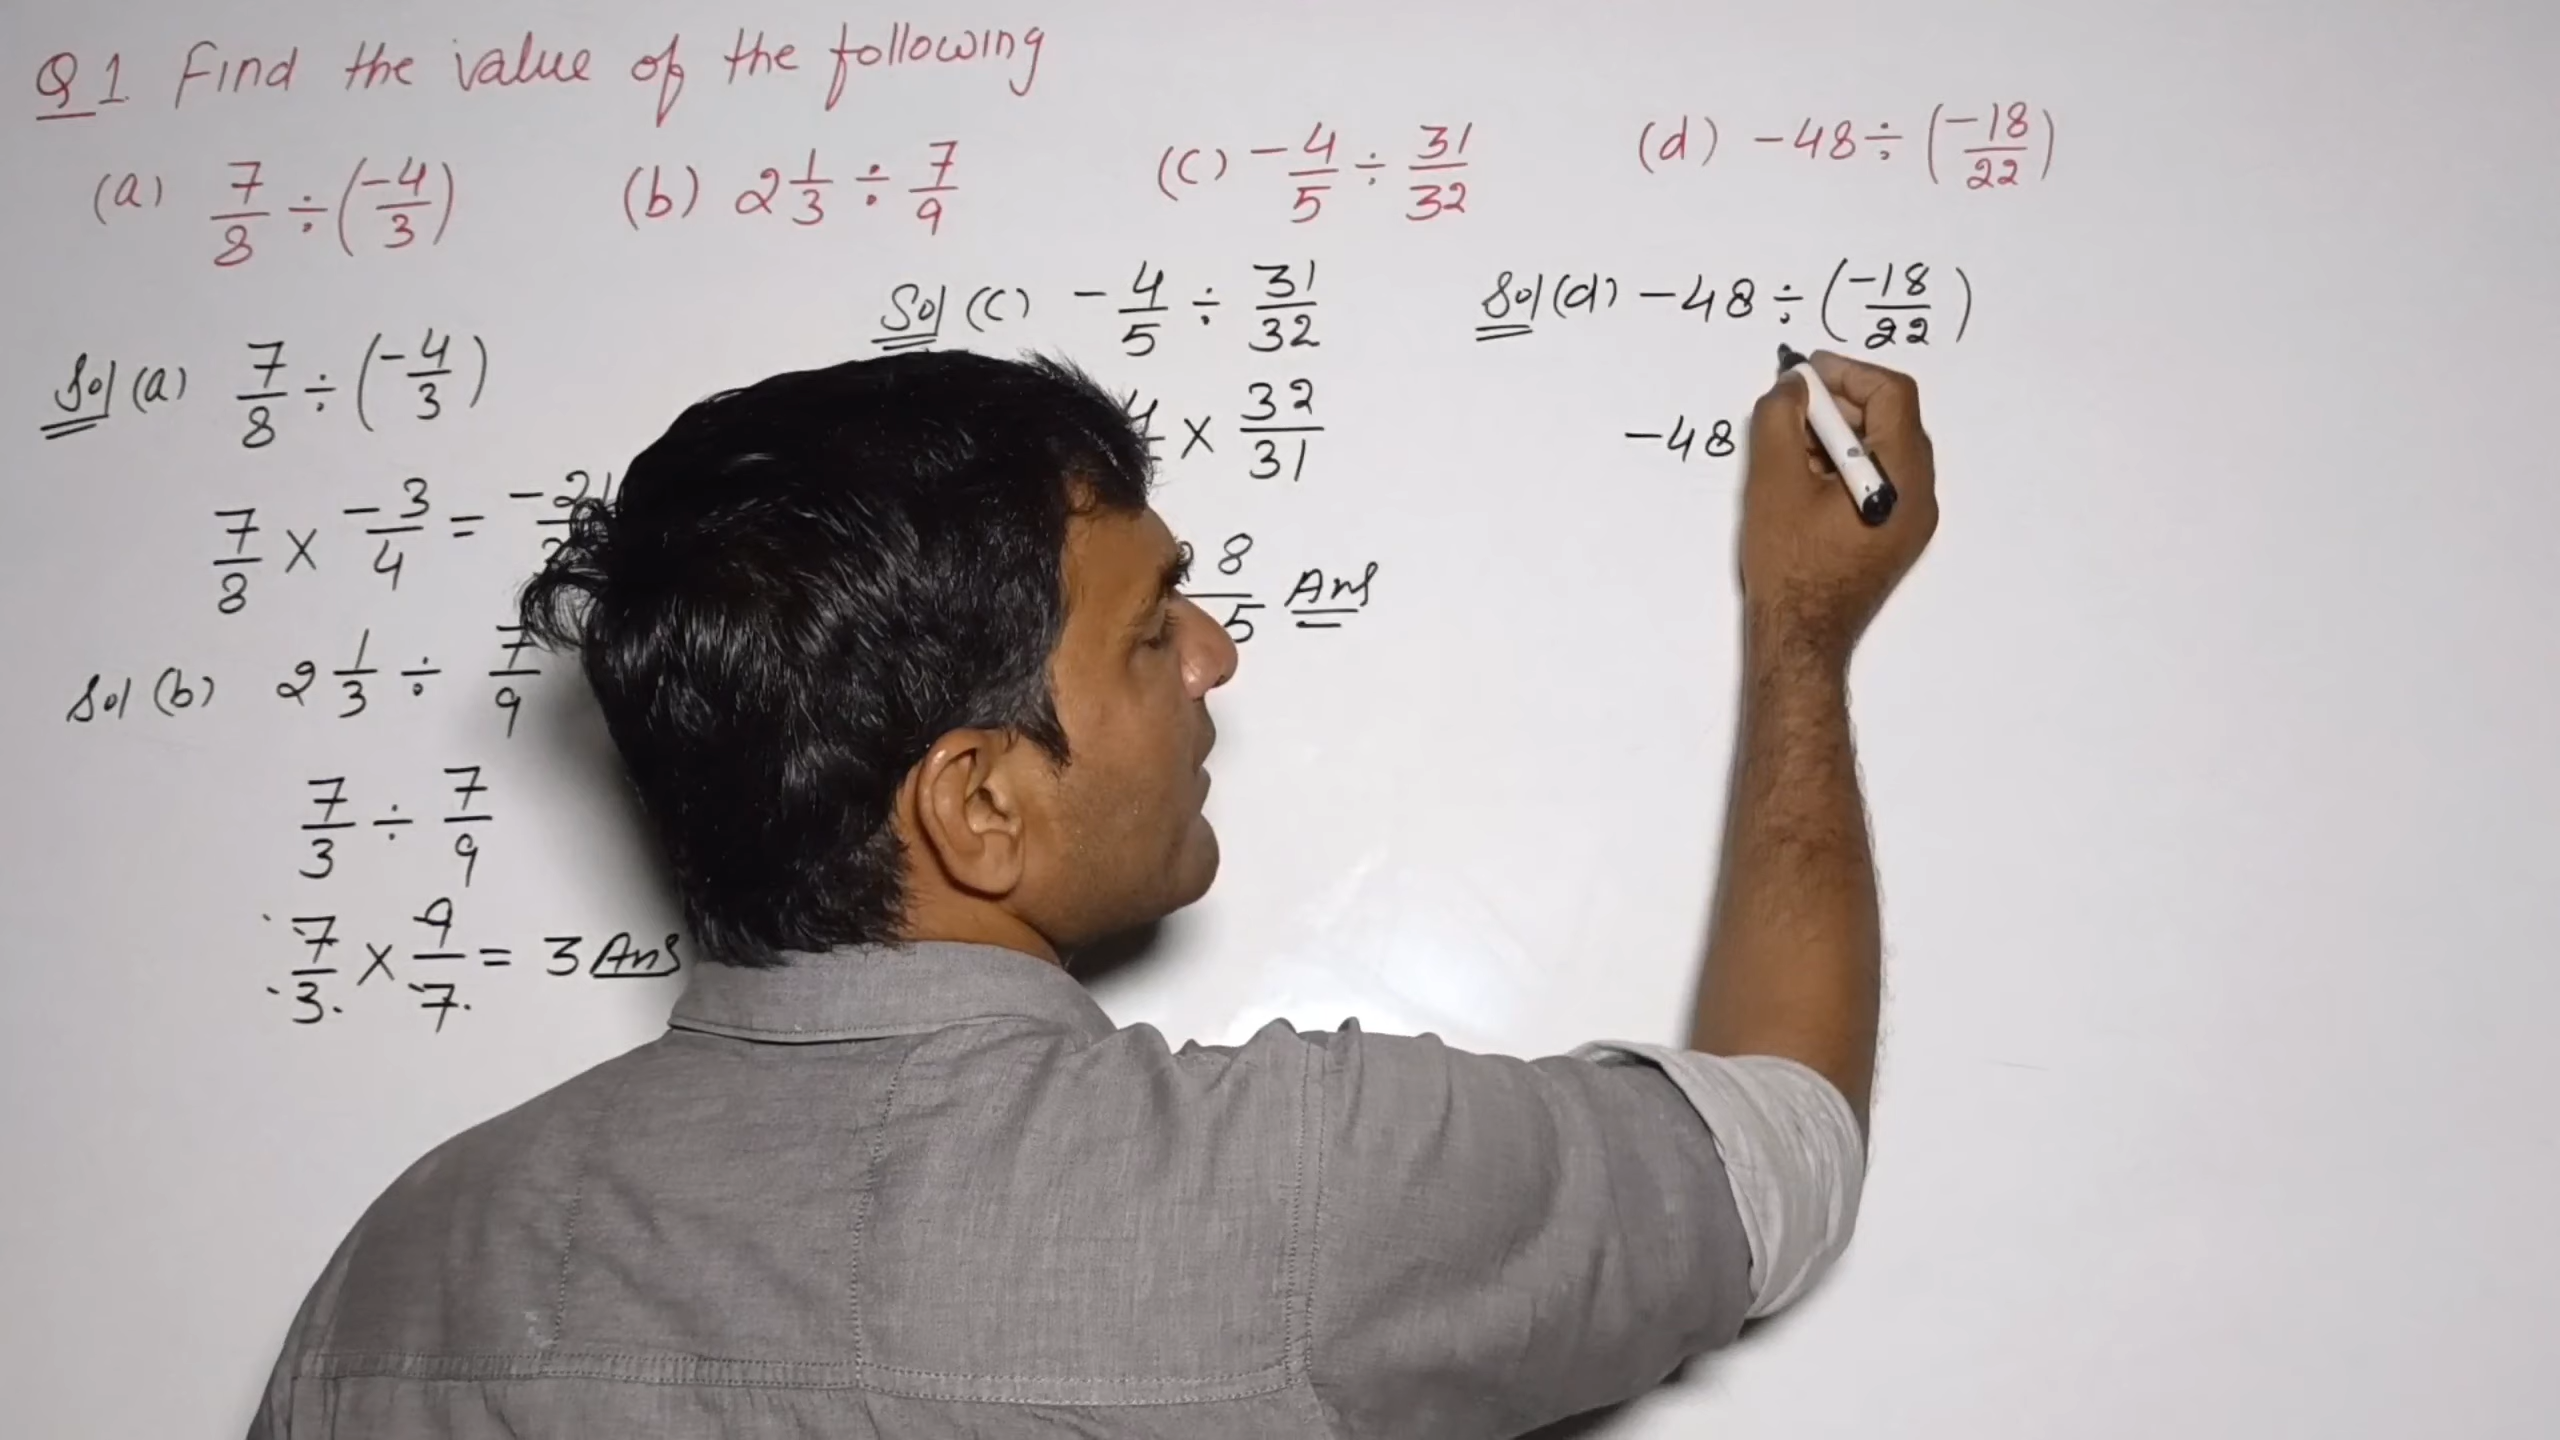 Q1 Find the value of the following
(a) 7/8 ÷ (-4/3) (b) 2 1/3 ÷ 7/9 (c) -4/5 ÷ 31/32 (d) -48 ÷ (-18/22)
Sol (a) 7/8 ÷ (-4/3)
7/8 × -3/4 =
Sol (b) 2 1/3 ÷ 7/9
7/3 ÷ 7/9
7/3 × 9/7 = 3 Ans
Sol (c) -4/5 ÷ 31/32
× 32/31
Ans
Sol (d) -48 ÷ (-18/22)
-48